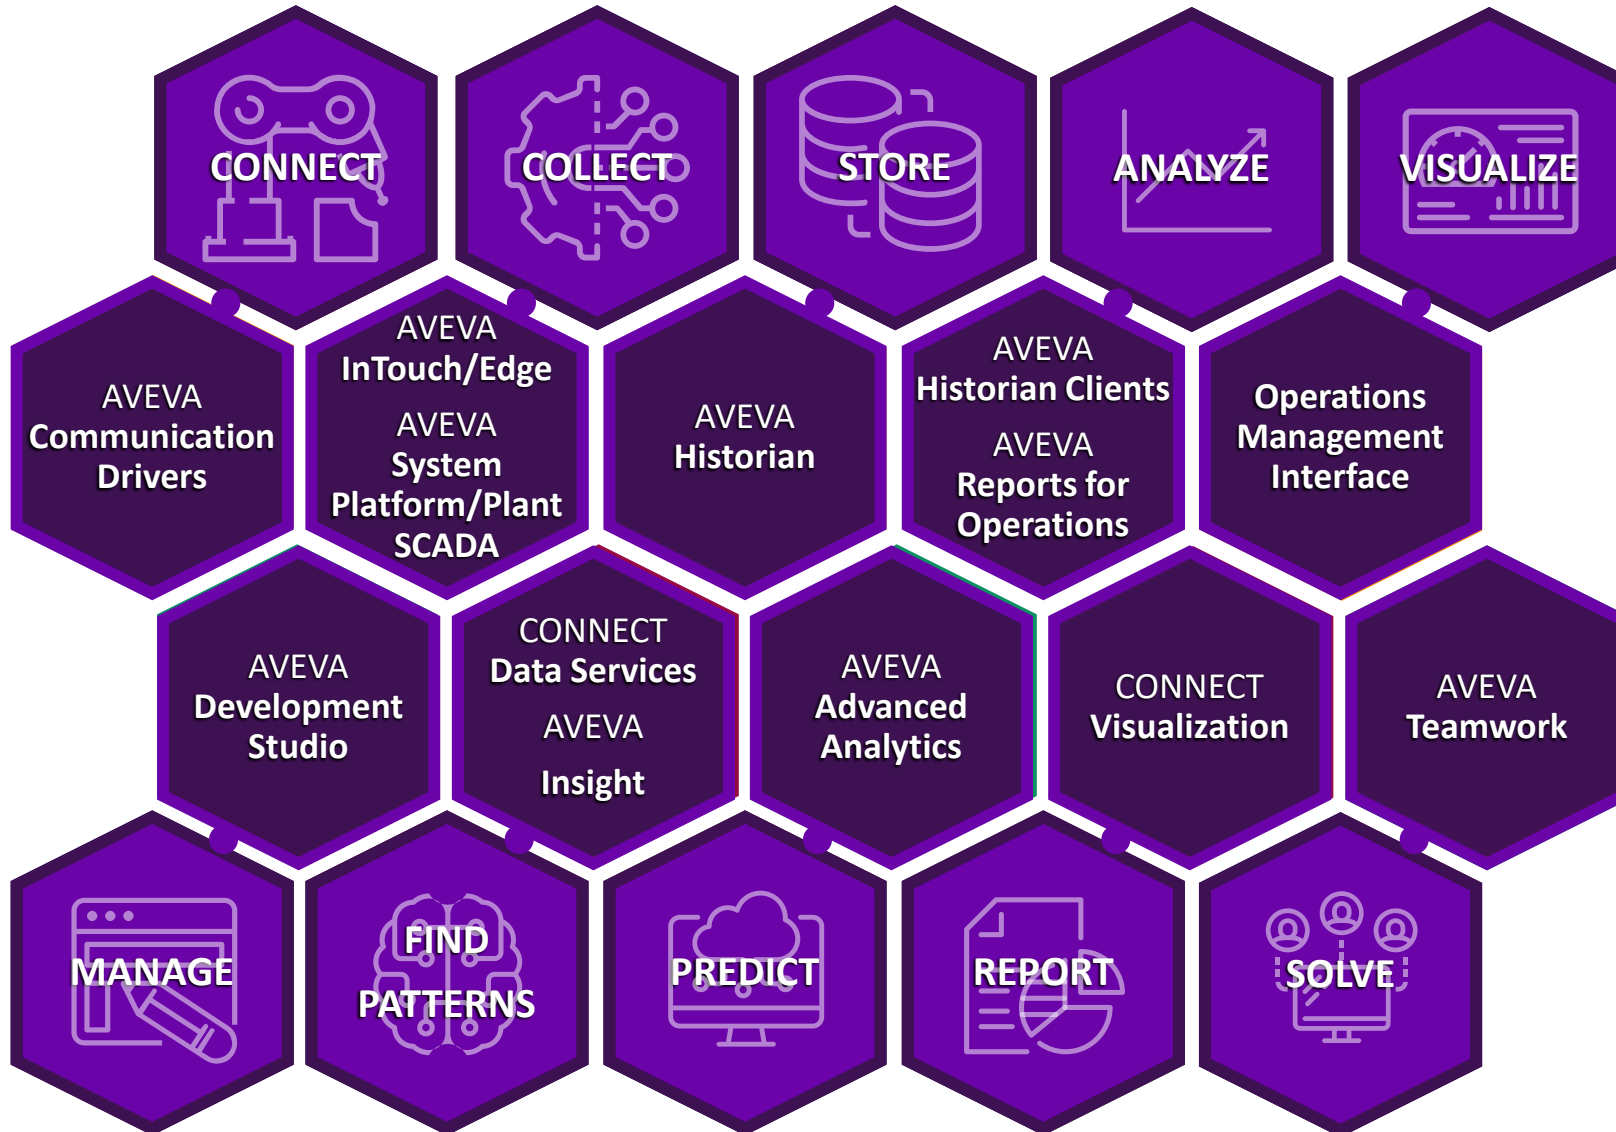 CONNECT
COLLECT
STORE
ANALYZE
VISUALIZE
AVEVA
Communication
Drivers
AVEVA
InTouch/Edge
AVEVA
System
Platform/Plant
SCADA
AVEVA
Historian
AVEVA
Historian Clients
AVEVA
Reports for
Operations
Operations
Management
Interface
AVEVA
Development
Studio
CONNECT
Data Services
AVEVA
Insight
AVEVA
Advanced
Analytics
CONNECT
Visualization
AVEVA
Teamwork
MANAGE
FIND
PATTERNS
PREDICT
REPORT
SOLVE